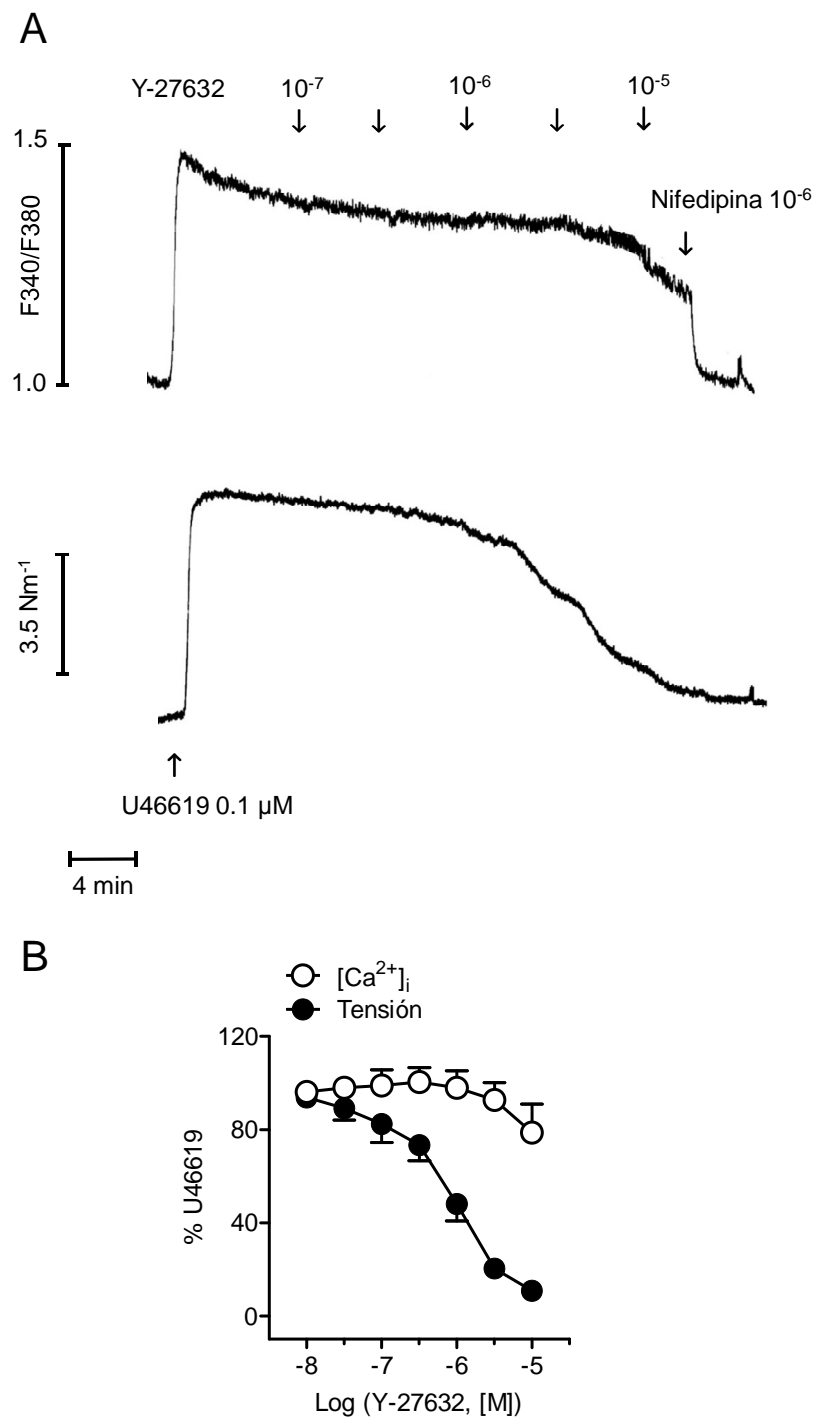 A
Y-27632 10⁻⁷ 10⁻⁶ 10⁻⁵
1.5
Nifedipina 10⁻⁶
F340/F380
1.0
3.5 Nm⁻¹
U46619 0.1 µM
4 min
B
[Ca²⁺]ᵢ
Tensión
120
80
40
0
% U46619
-8 -7 -6 -5
Log (Y-27632, [M])